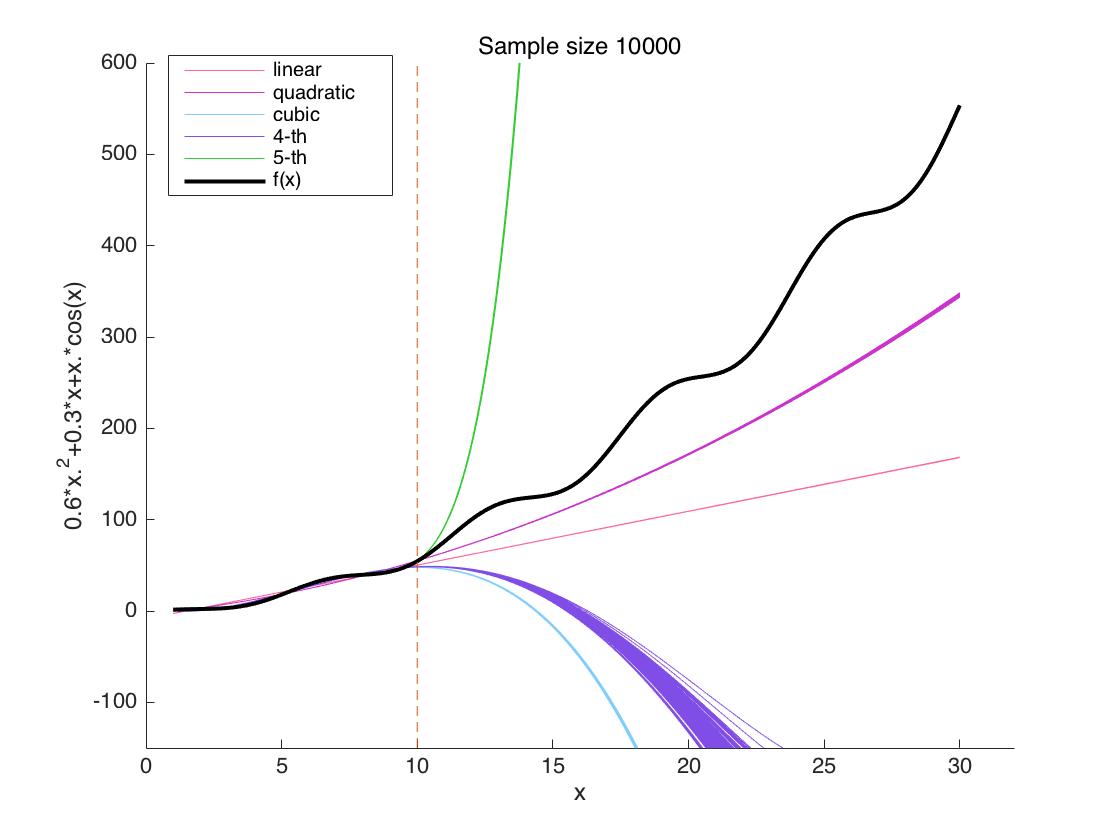 Sample size 10000
linear
quadratic
cubic
4-th
5-th
f(x)
600
500
400
300
200
100
0
-100
0.6*x.^2+0.3*x+x.*cos(x)
0 5 10 15 20 25 30
x